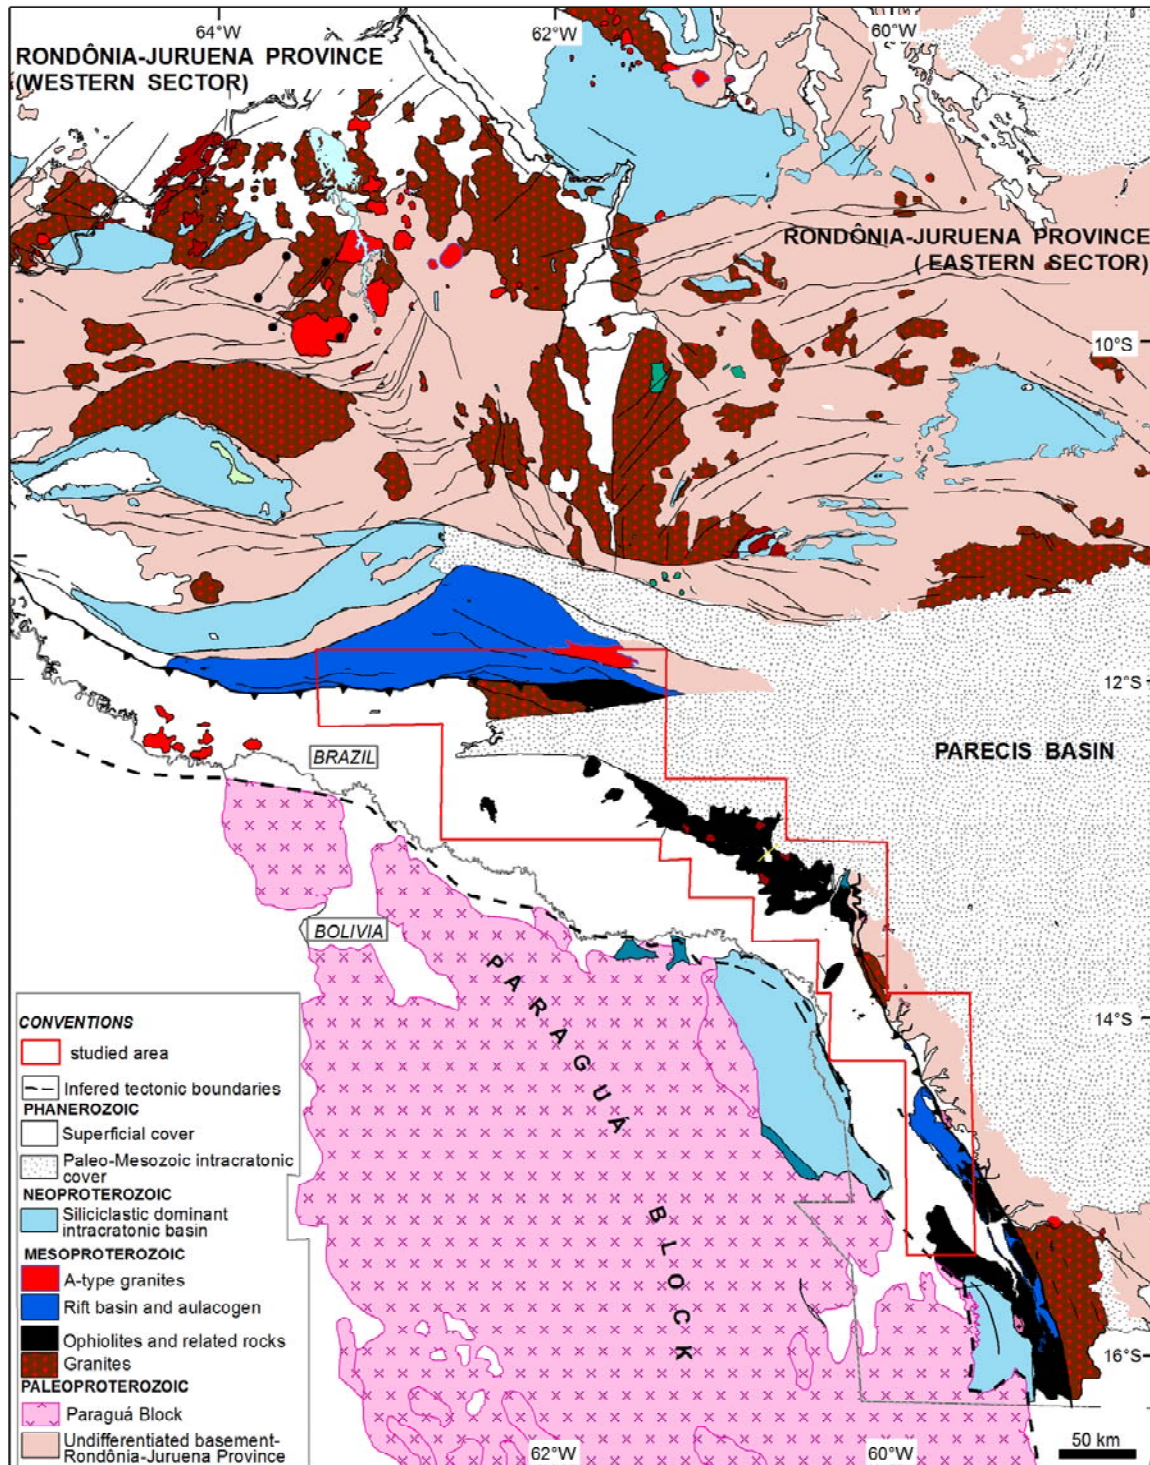 64°W
62°W
60°W
RONDÔNIA-JURUENA PROVINCE
(WESTERN SECTOR)
RONDÔNIA-JURUENA PROVINCE
( EASTERN SECTOR)
10°S
12°S
PARECIS BASIN
BRAZIL
BOLIVIA
PARAGUÁ
BLOCK
14°S
16°S
CONVENTIONS
studied area
Infered tectonic boundaries
PHANEROZOIC
Superficial cover
Paleo-Mesozoic intracratonic
cover
NEOPROTEROZOIC
Siliciclastic dominant
intracratonic basin
MESOPROTEROZOIC
A-type granites
Rift basin and aulacogen
Ophiolites and related rocks
Granites
PALEOPROTEROZOIC
Paraguá Block
Undifferentiated basement-
Rondônia-Juruena Province
62°W
60°W
50 km